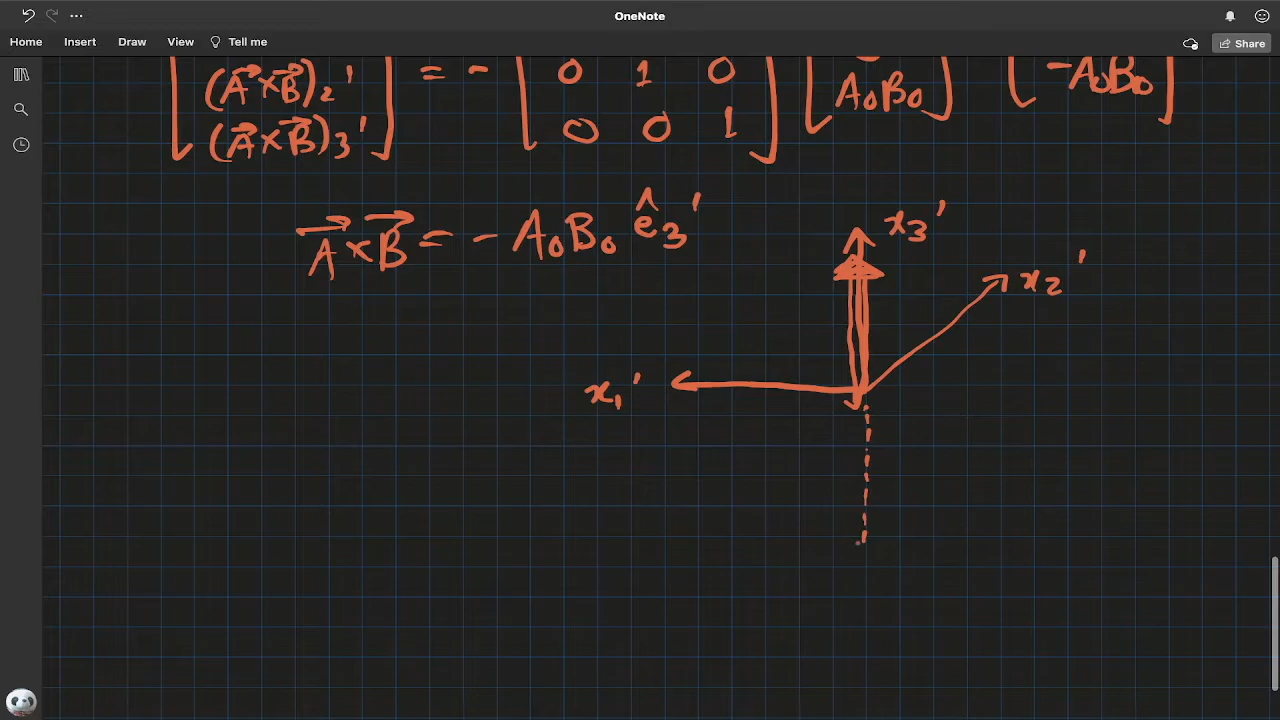 OneNote
Home Insert Draw View Tell me Share
(A⃗×B⃗)₂′ = - 0 1 0 A₀B₀ -A₀B₀
(A⃗×B⃗)₃′ 0 0 1
A⃗×B⃗ = - A₀B₀ ê₃′
x₃′
x₂′
x₁′